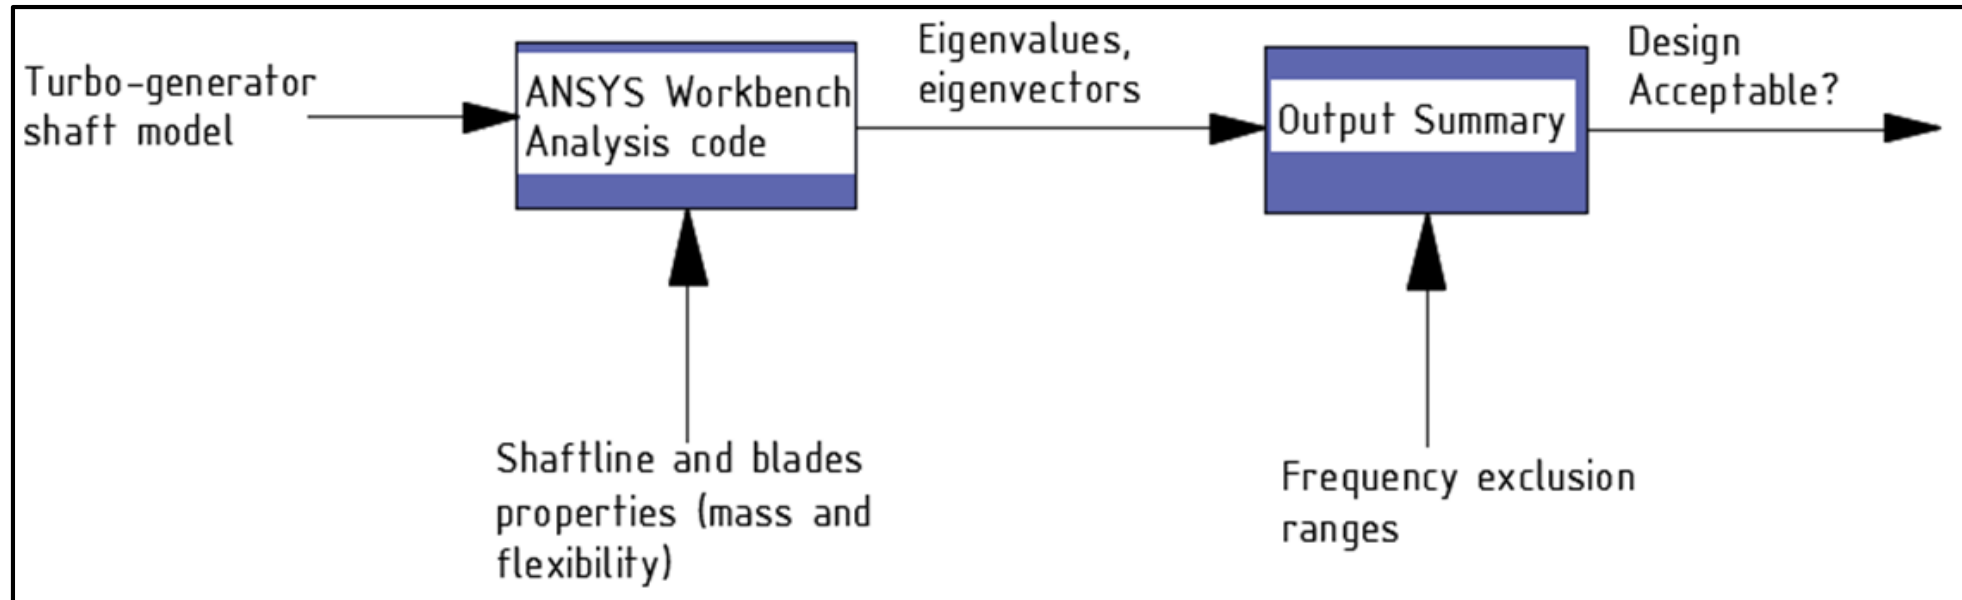 Turbo-generator
shaft model
ANSYS Workbench
Analysis code
Eigenvalues,
eigenvectors
Output Summary
Design
Acceptable?
Shaftline and blades
properties (mass and
flexibility)
Frequency exclusion
ranges